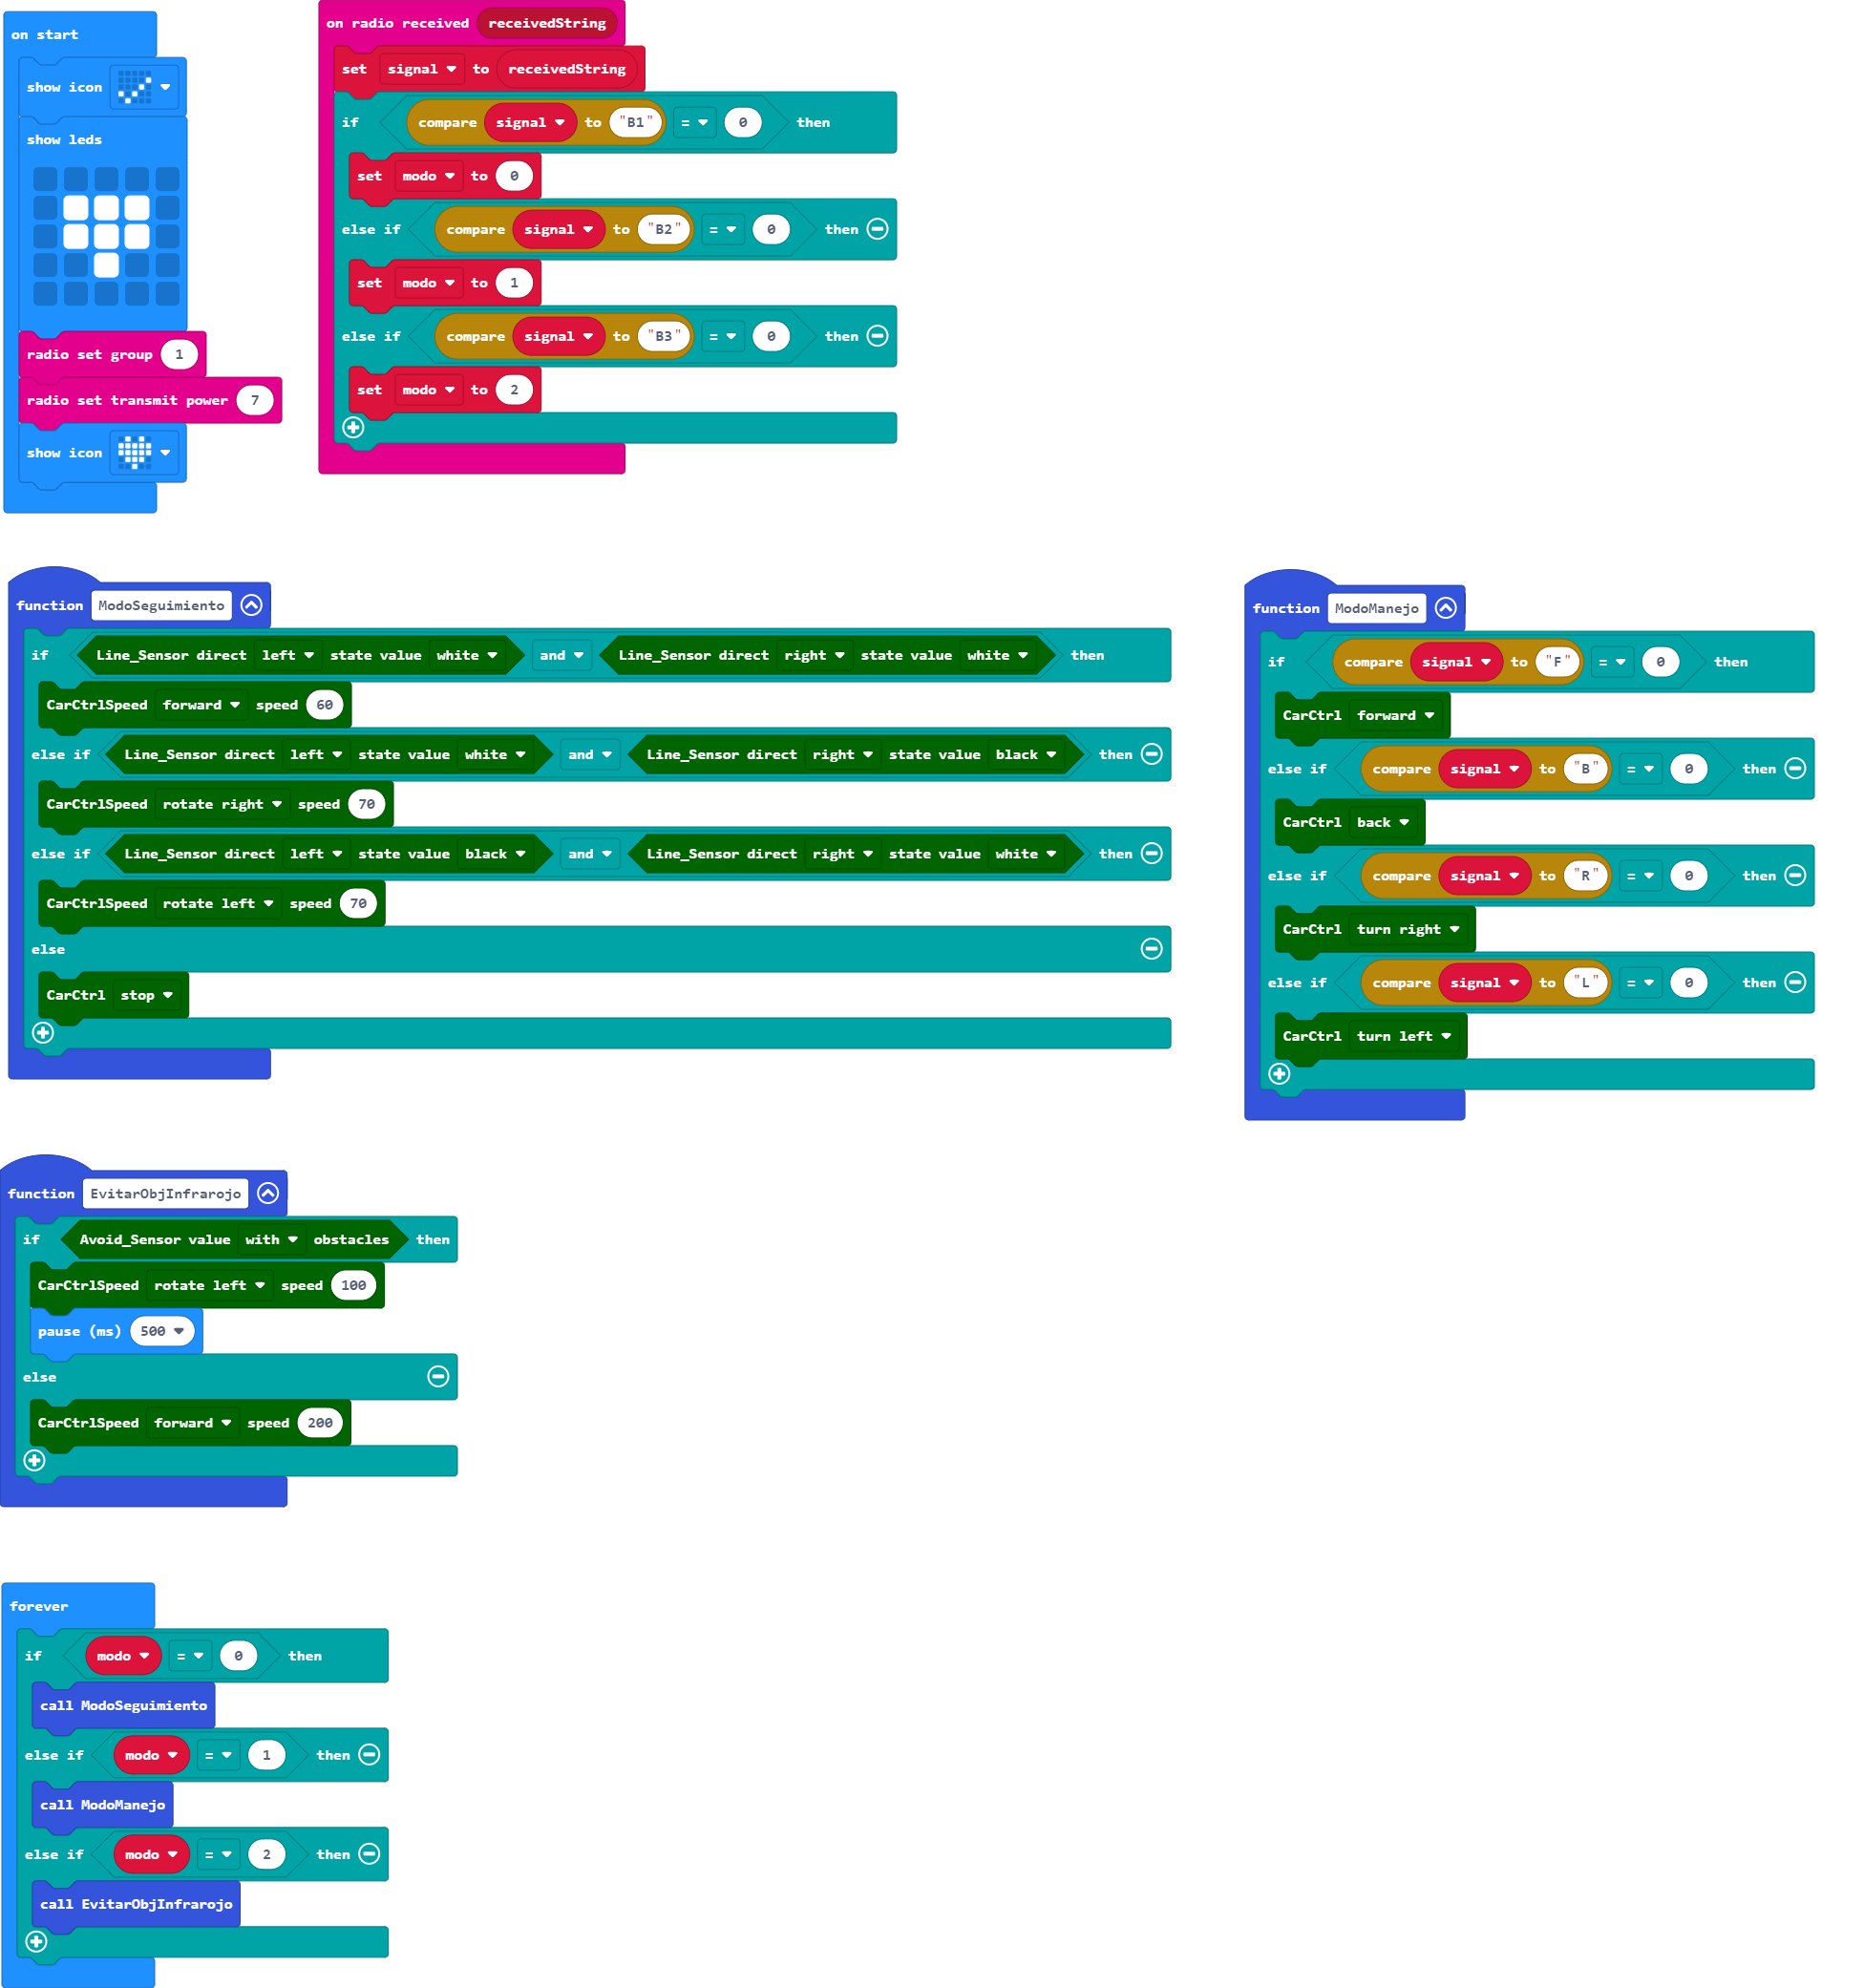 on start
show icon
show leds
radio set group 1
radio set transmit power 7
show icon
on radio received receivedString
set signal to receivedString
if compare signal to "B1" = 0 then
set modo to 0
else if compare signal to "B2" = 0 then
set modo to 1
else if compare signal to "B3" = 0 then
set modo to 2
function ModoSeguimiento
if Line_Sensor direct left state value white and Line_Sensor direct right state value white then
CarCtrlSpeed forward speed 60
else if Line_Sensor direct left state value white and Line_Sensor direct right state value black then
CarCtrlSpeed rotate right speed 70
else if Line_Sensor direct left state value black and Line_Sensor direct right state value white then
CarCtrlSpeed rotate left speed 70
else
CarCtrl stop
function ModoManejo
if compare signal to "F" = 0 then
CarCtrl forward
else if compare signal to "B" = 0 then
CarCtrl back
else if compare signal to "R" = 0 then
CarCtrl turn right
else if compare signal to "L" = 0 then
CarCtrl turn left
function EvitarObjInfrarojo
if Avoid_Sensor value with obstacles then
CarCtrlSpeed rotate left speed 100
pause (ms) 500
else
CarCtrlSpeed forward speed 200
forever
if modo = 0 then
call ModoSeguimiento
else if modo = 1 then
call ModoManejo
else if modo = 2 then
call EvitarObjInfrarojo